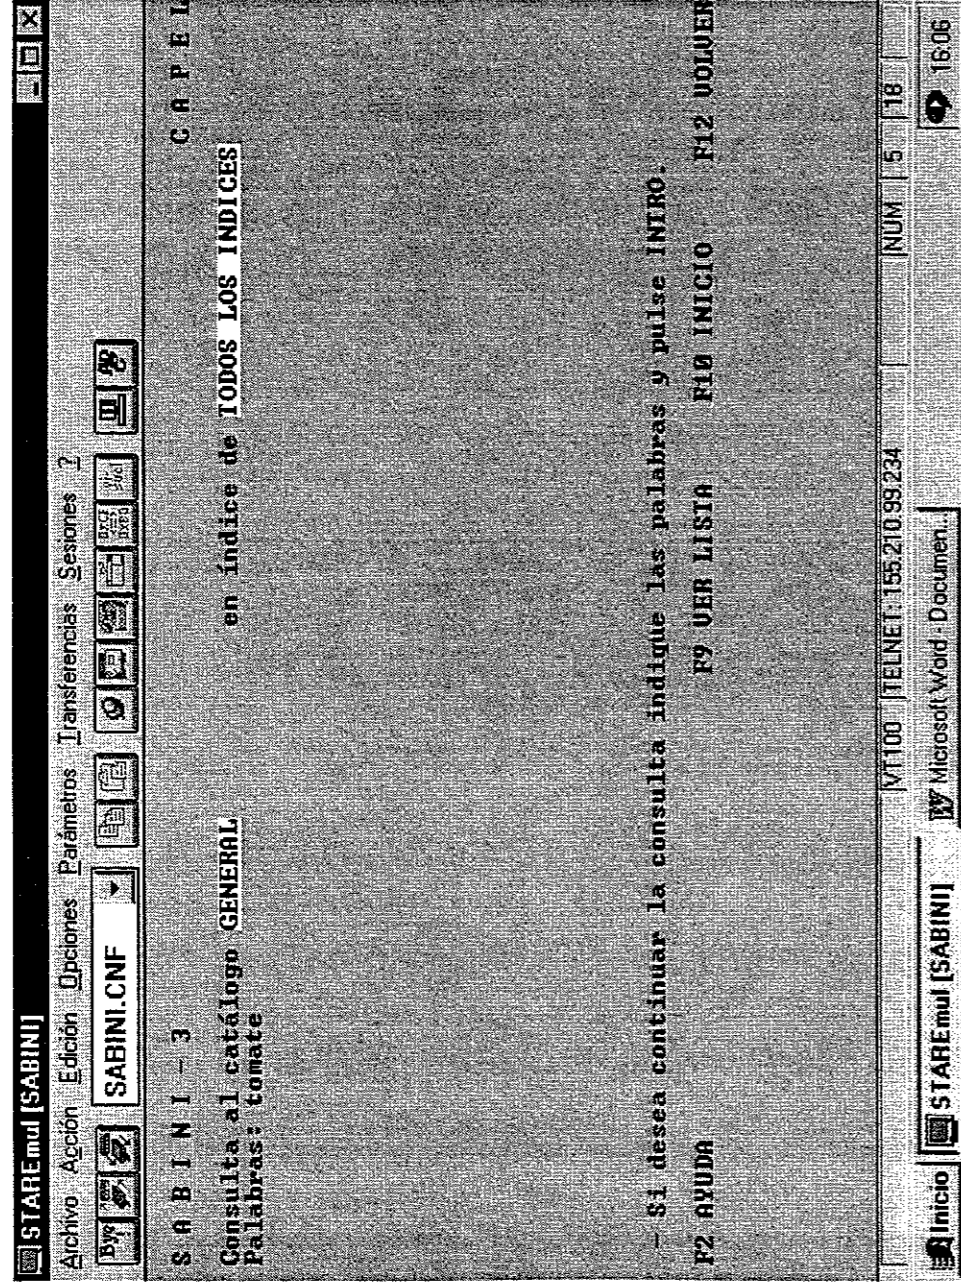 STAREmul [SABINI]
Archivo Acción Edición Opciones Parámetros Transferencias Sesiones ?
Bye SABINI.CNF
S A B I N I - 3 C A P E L
Consulta al catálogo GENERAL en índice de TODOS LOS INDICES
Palabras: tomate
- Si desea continuar la consulta indique las palabras y pulse INTRO.
F2 AYUDA F9 VER LISTA F10 INICIO F12 VOLVER
VT100 TELNET: 155.210.99.234 NUM 5 18
Inicio STAREmul [SABINI] Microsoft Word - Documen... 16:06